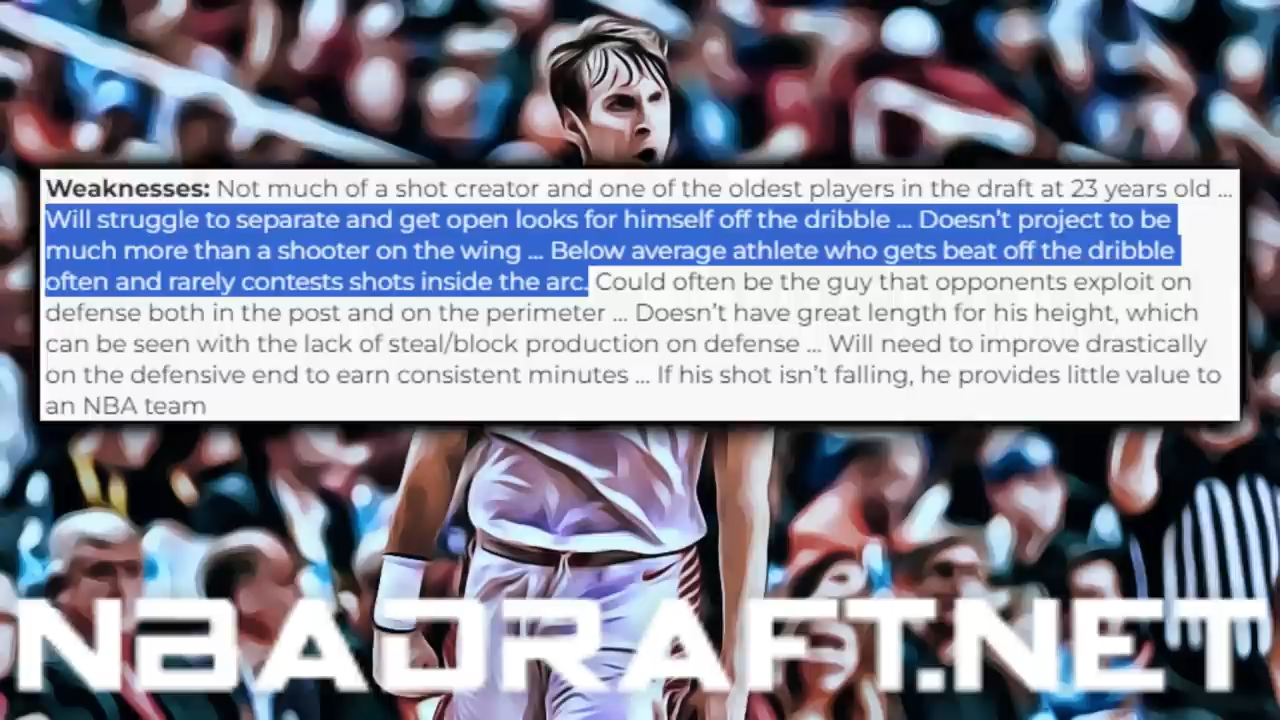 Weaknesses: Not much of a shot creator and one of the oldest players in the draft at 23 years old ...
Will struggle to separate and get open looks for himself off the dribble ... Doesn't project to be
much more than a shooter on the wing ... Below average athlete who gets beat off the dribble
often and rarely contests shots inside the arc. Could often be the guy that opponents exploit on
defense both in the post and on the perimeter ... Doesn't have great length for his height, which
can be seen with the lack of steal/block production on defense ... Will need to improve drastically
on the defensive end to earn consistent minutes ... If his shot isn't falling, he provides little value to
an NBA team
NBADRAFT.NET